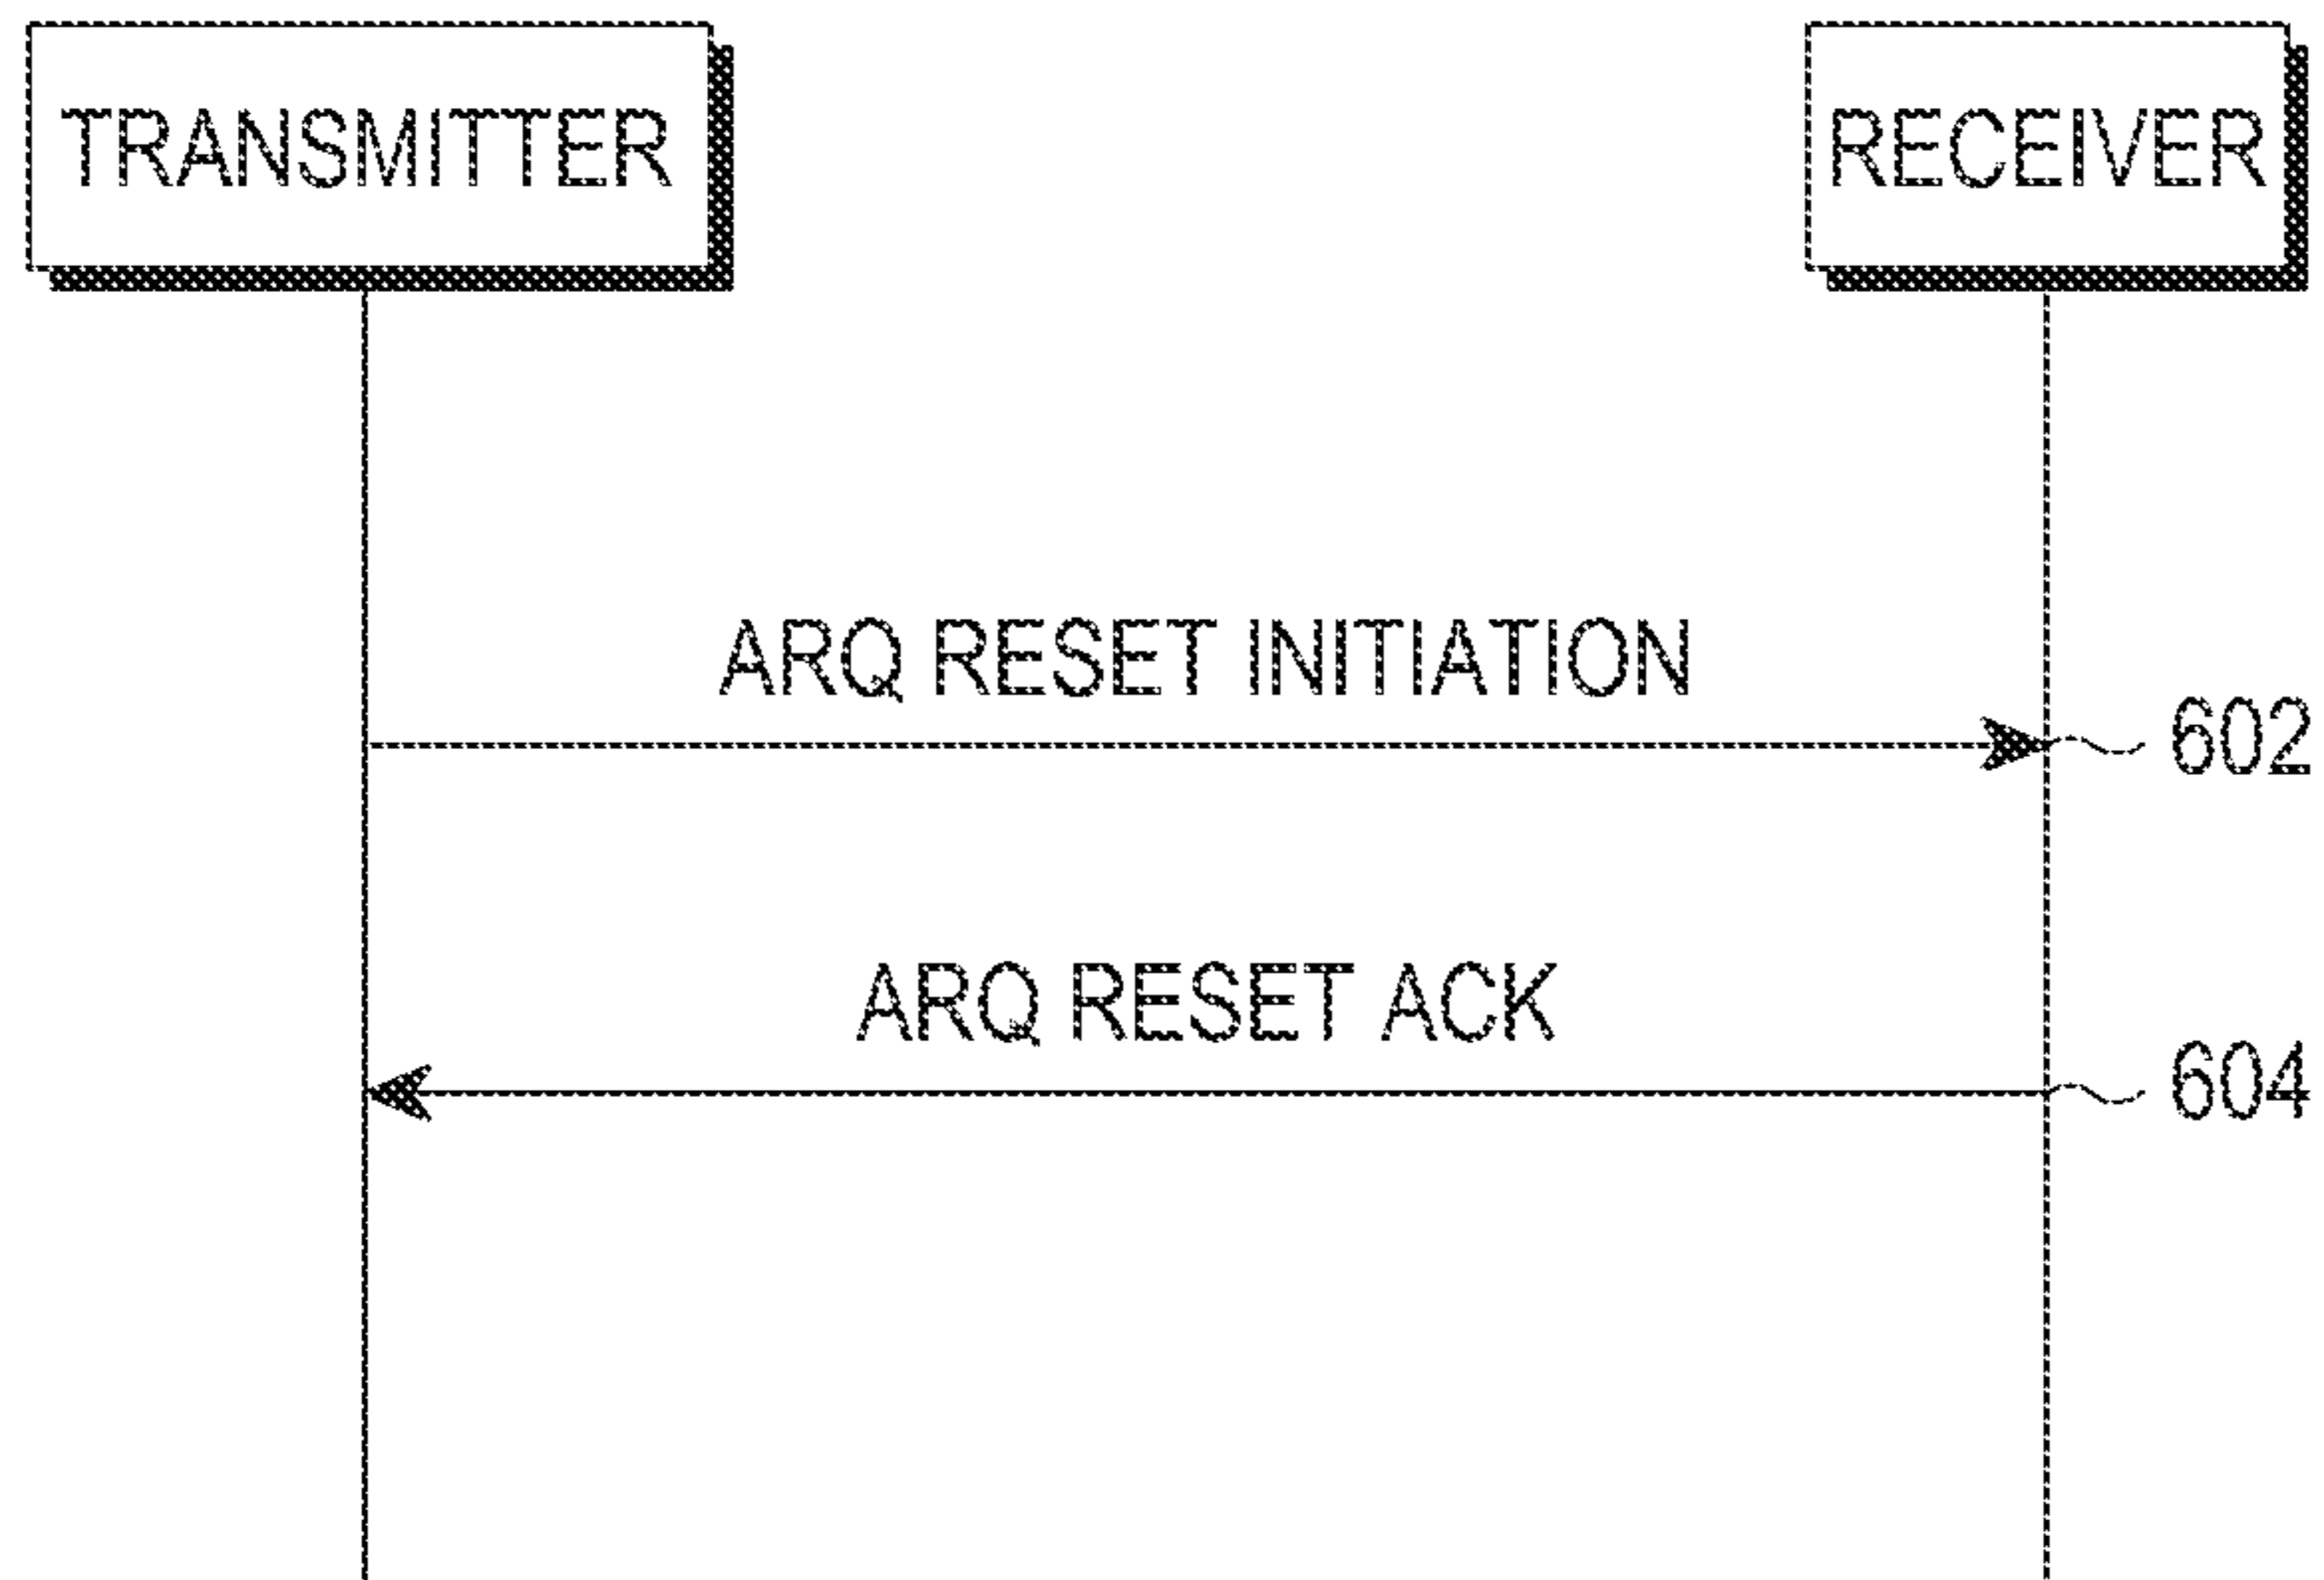 TRANSMITTER
RECEIVER
ARQ RESET INITIATION
602
ARQ RESET ACK
604